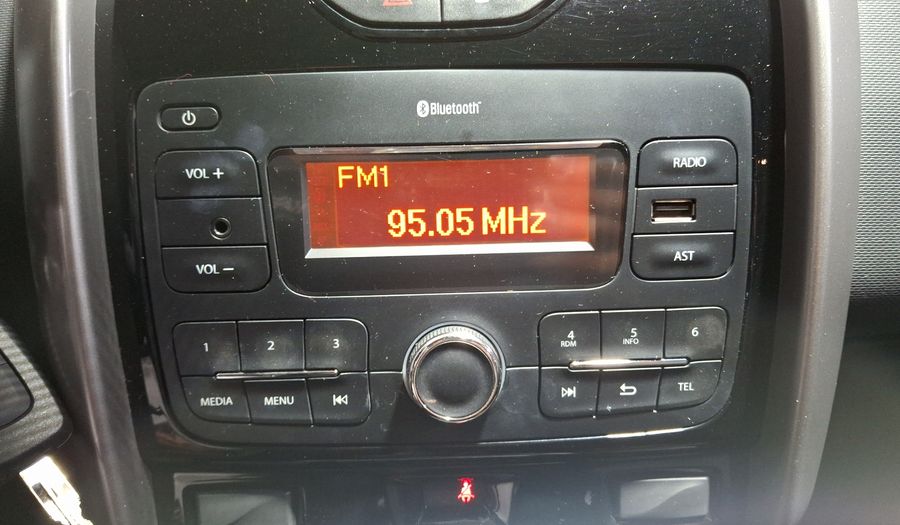 Bluetooth™
VOL +
FM1
RADIO
95.05 MHz
VOL –
AST
1
2
3
4
RDM
5
INFO
6
MEDIA
MENU
TEL